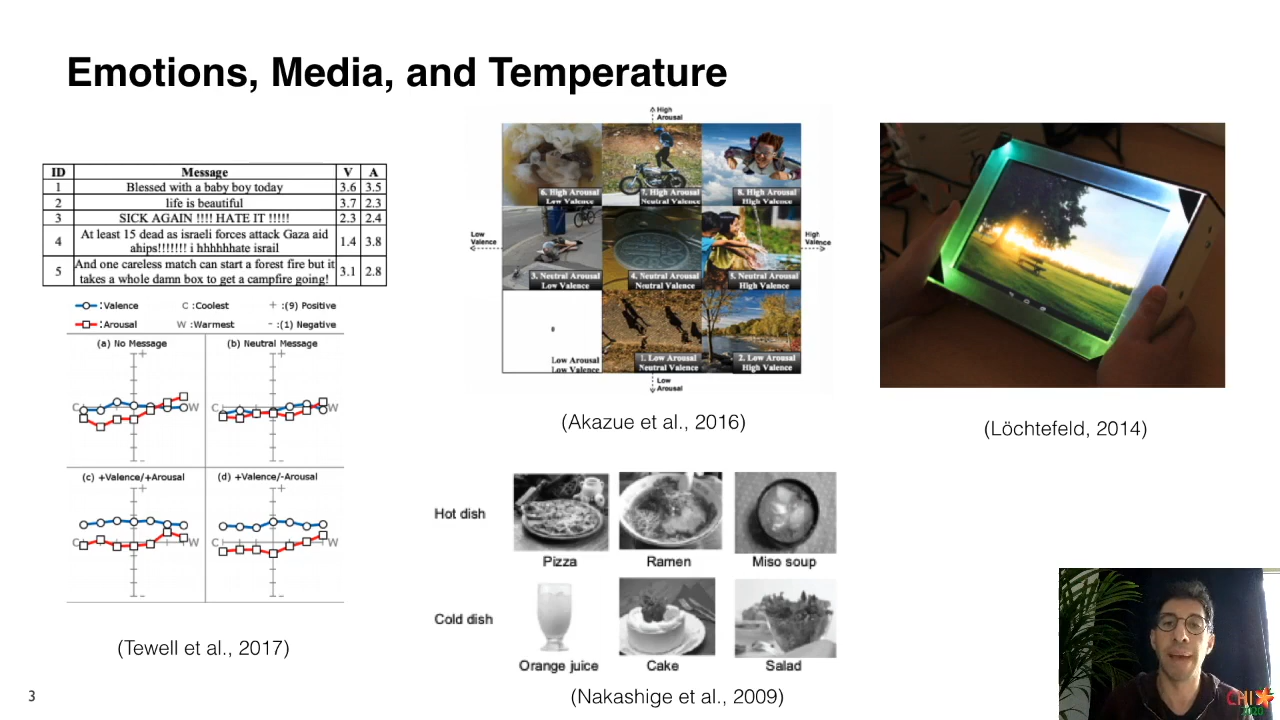 Emotions, Media, and Temperature
ID Message V A
1 Blessed with a baby boy today 3.6 3.5
2 life is beautiful 3.7 2.3
3 SICK AGAIN !!!! HATE IT !!!!! 2.3 2.4
4 At least 15 dead as israeli forces attack Gaza aid
ahips!!!!!!! i hhhhhhate israil 1.4 3.8
5 And one careless match can start a forest fire but it
takes a whole damn box to get a campfire going! 3.1 2.8
:Valence C :Coolest + :(9) Positive
:Arousal W :Warmest - :(1) Negative
(a) No Message (b) Neutral Message
C W C W
(c) +Valence/+Arousal (d) +Valence/-Arousal
C W C W
(Tewell et al., 2017)
High
Arousal
6. High Arousal
Low Valence
7. High Arousal
Neutral Valence
8. High Arousal
High Valence
Low
Valence
High
Valence
3. Neutral Arousal
Low Valence
4. Neutral Arousal
Neutral Valence
5. Neutral Arousal
High Valence
Low Arousal
Low Valence
1. Low Arousal
Neutral Valence
2. Low Arousal
High Valence
Low
Arousal
(Akazue et al., 2016)
Hot dish
Pizza Ramen Miso soup
Cold dish
Orange juice Cake Salad
(Nakashige et al., 2009)
(Löchtefeld, 2014)
3
CHI
2020